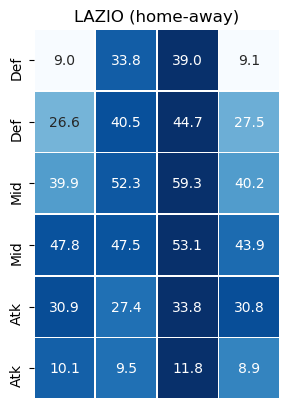 LAZIO (home-away)
Def 9.0 33.8 39.0 9.1
Def 26.6 40.5 44.7 27.5
Mid 39.9 52.3 59.3 40.2
Mid 47.8 47.5 53.1 43.9
Atk 30.9 27.4 33.8 30.8
Atk 10.1 9.5 11.8 8.9